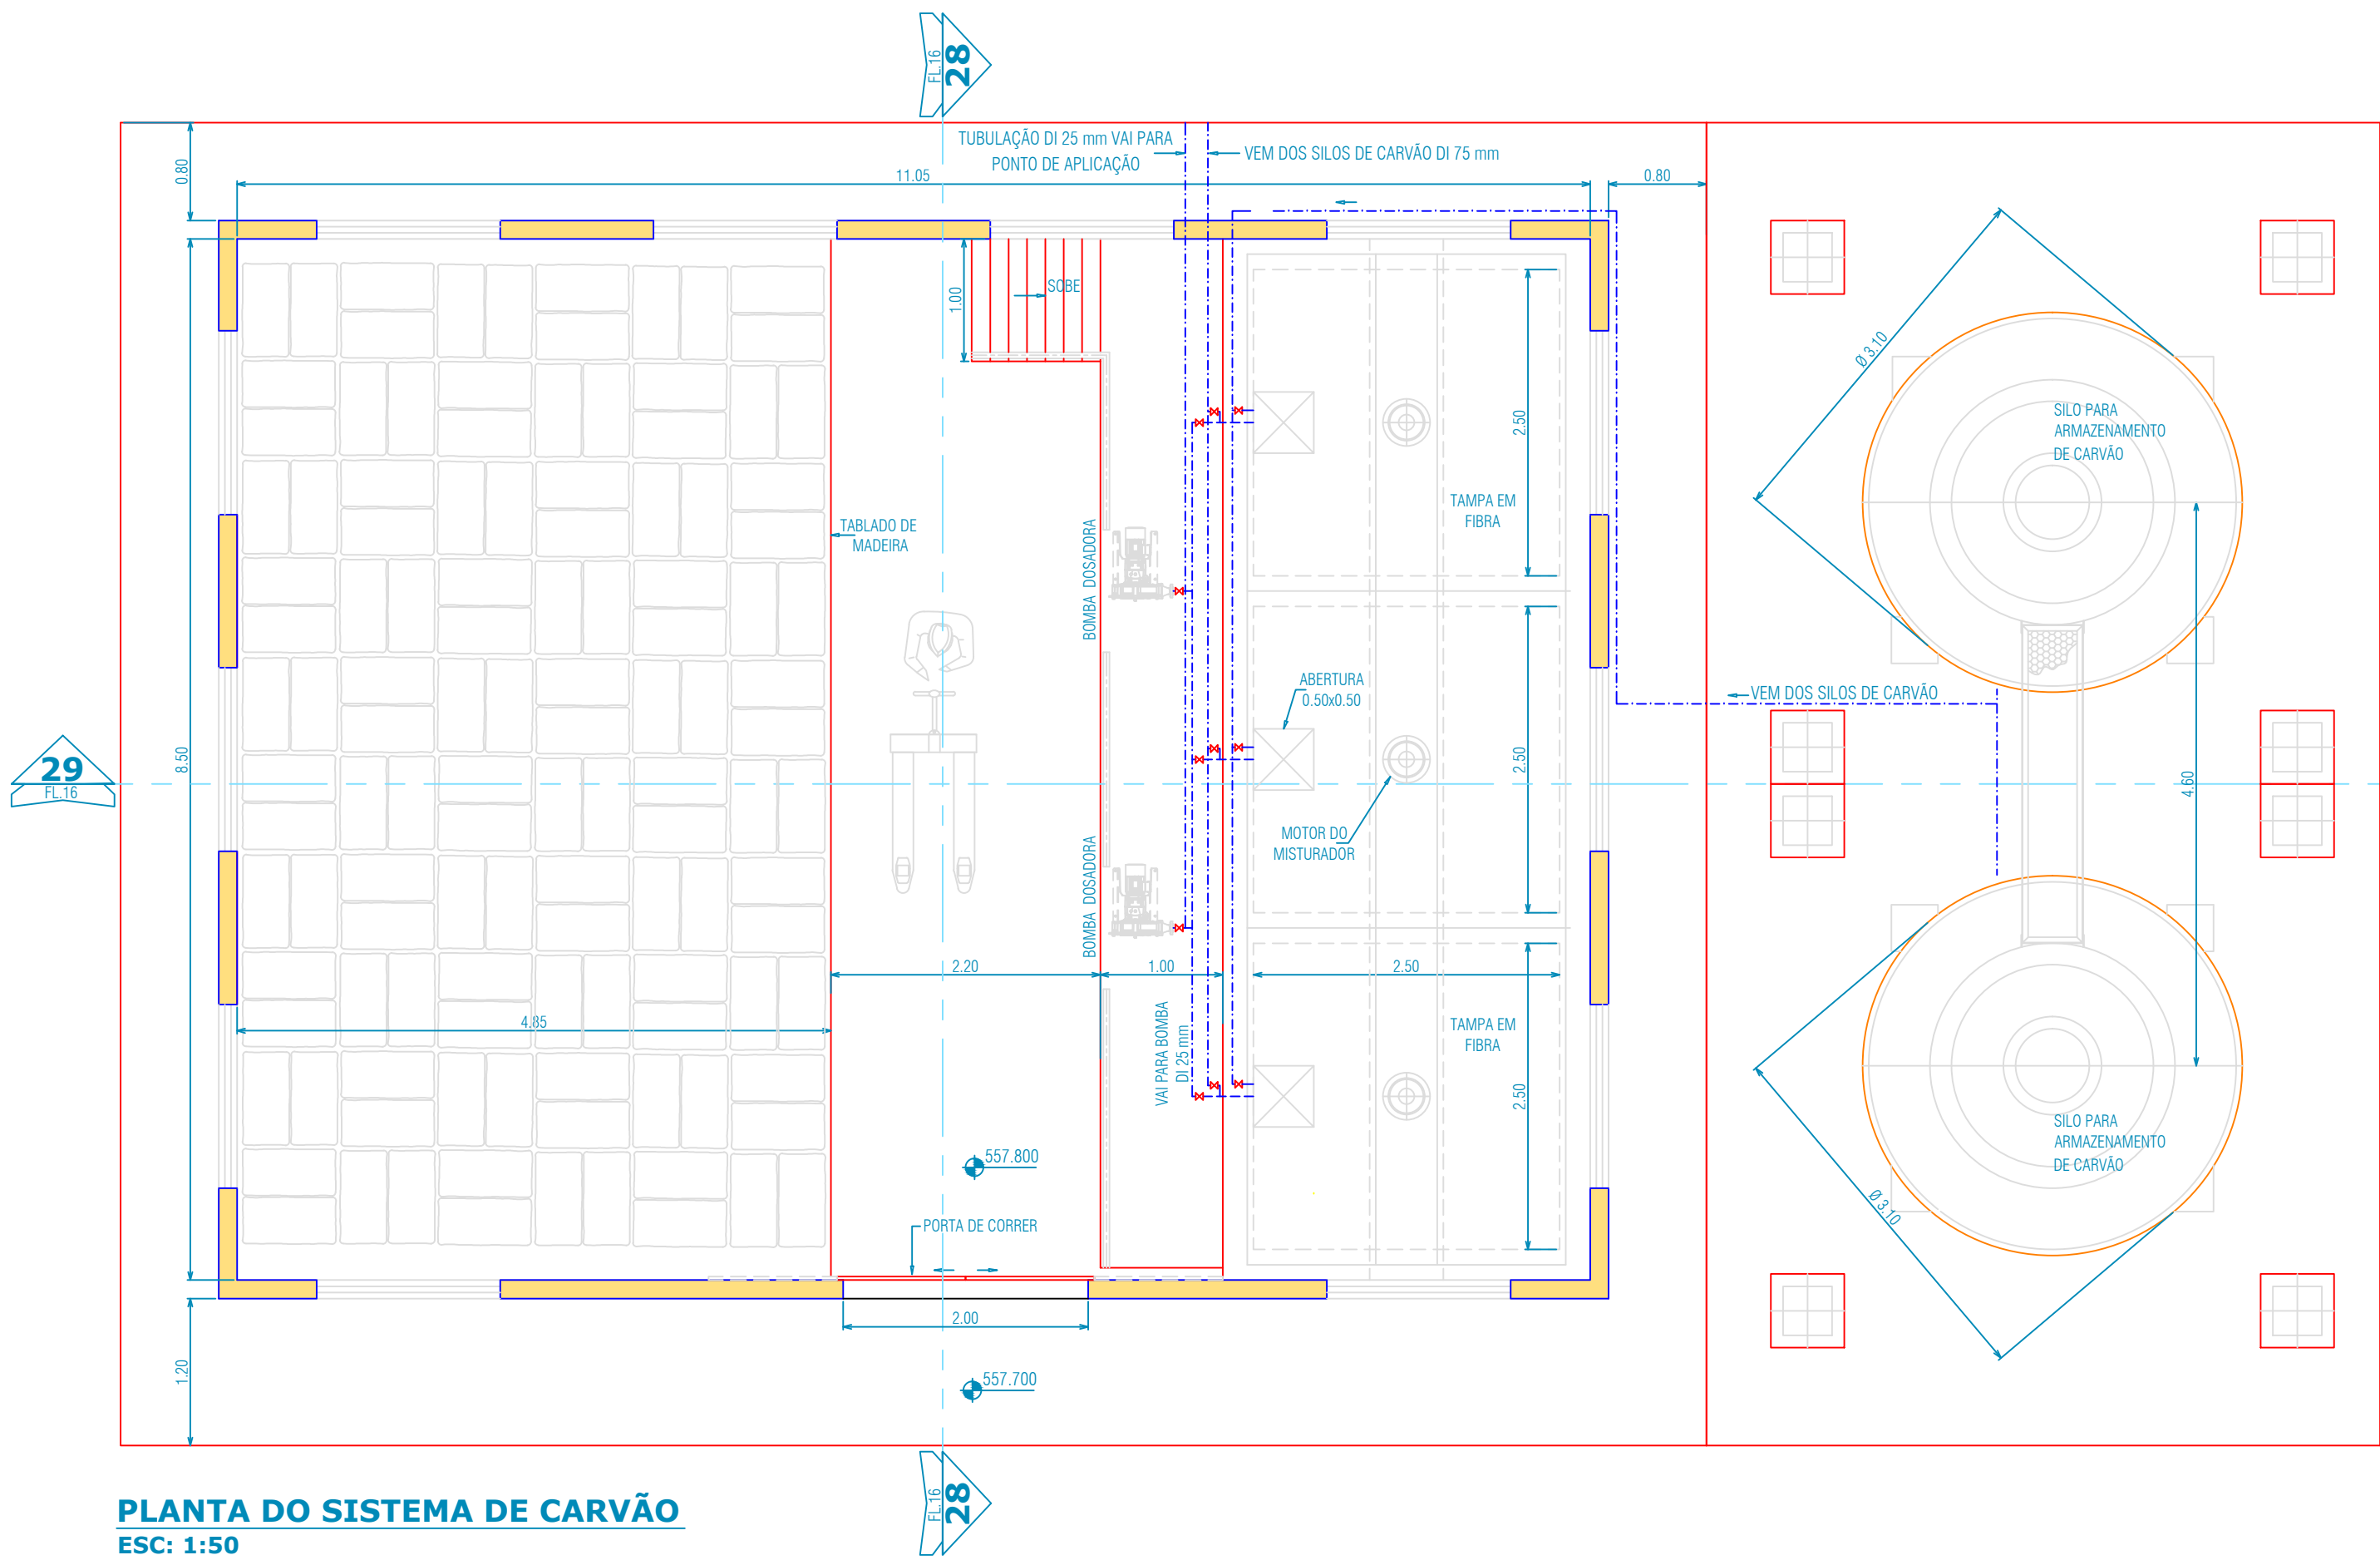 FL.16
28
TUBULAÇÃO DI 25 mm VAI PARA
PONTO DE APLICAÇÃO
VEM DOS SILOS DE CARVÃO DI 75 mm
0.80
11.05
0.80
1.00
SOBE
Ø 3.10
SILO PARA
ARMAZENAMENTO
DE CARVÃO
2.50
TAMPA EM
FIBRA
TABLADO DE
MADEIRA
BOMBA DOSADORA
ABERTURA
0.50x0.50
VEM DOS SILOS DE CARVÃO
8.50
2.50
4.60
29
FL.16
MOTOR DO
MISTURADOR
BOMBA DOSADORA
2.20
1.00
2.50
4.85
VAI PARA BOMBA
DI 25 mm
TAMPA EM
FIBRA
2.50
SILO PARA
ARMAZENAMENTO
DE CARVÃO
557.800
Ø 3.10
PORTA DE CORRER
2.00
1.20
557.700
FL.16
28
PLANTA DO SISTEMA DE CARVÃO
ESC: 1:50